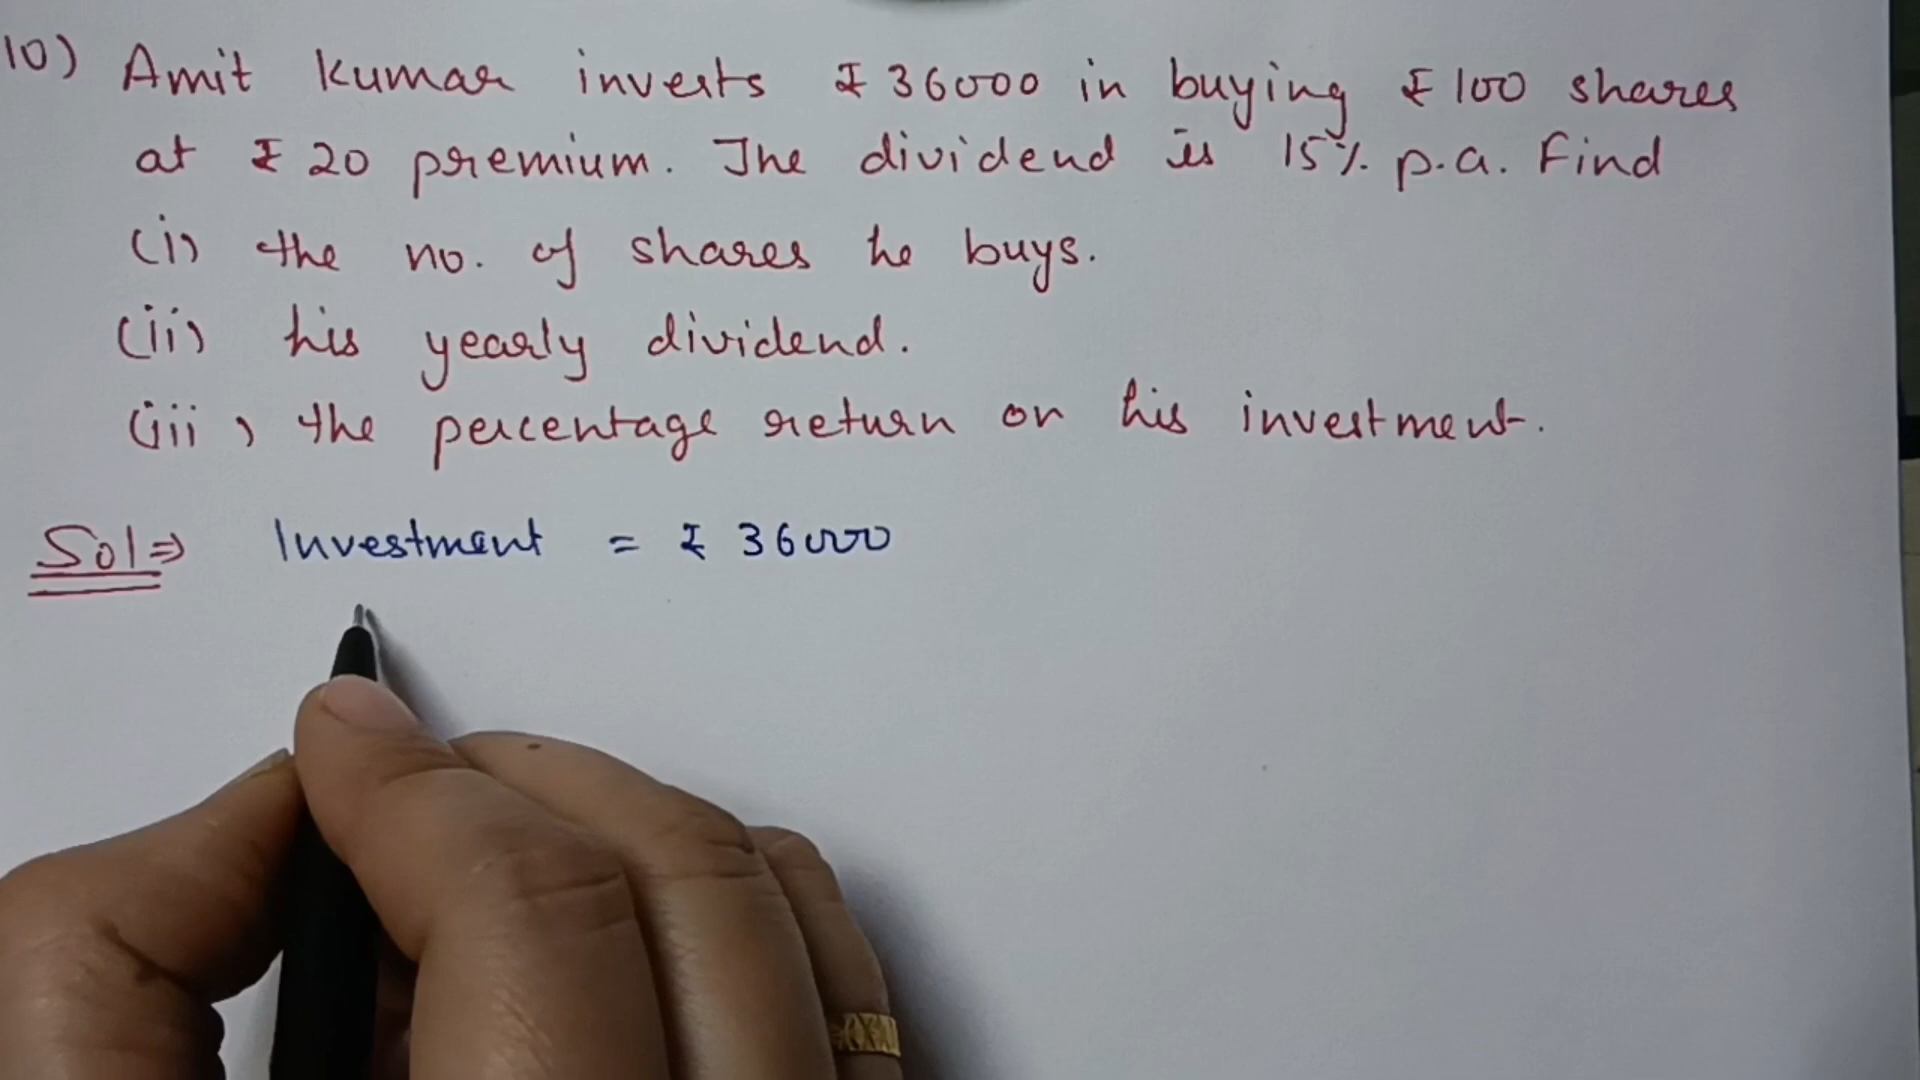 10) Amit Kumar invests ₹ 36000 in buying ₹ 100 shares
at ₹ 20 premium. The dividend is 15% p.a. Find
(i) the no. of shares he buys.
(ii) his yearly dividend.
(iii) the percentage return on his investment.
Sol⇒ Investment = ₹ 36000